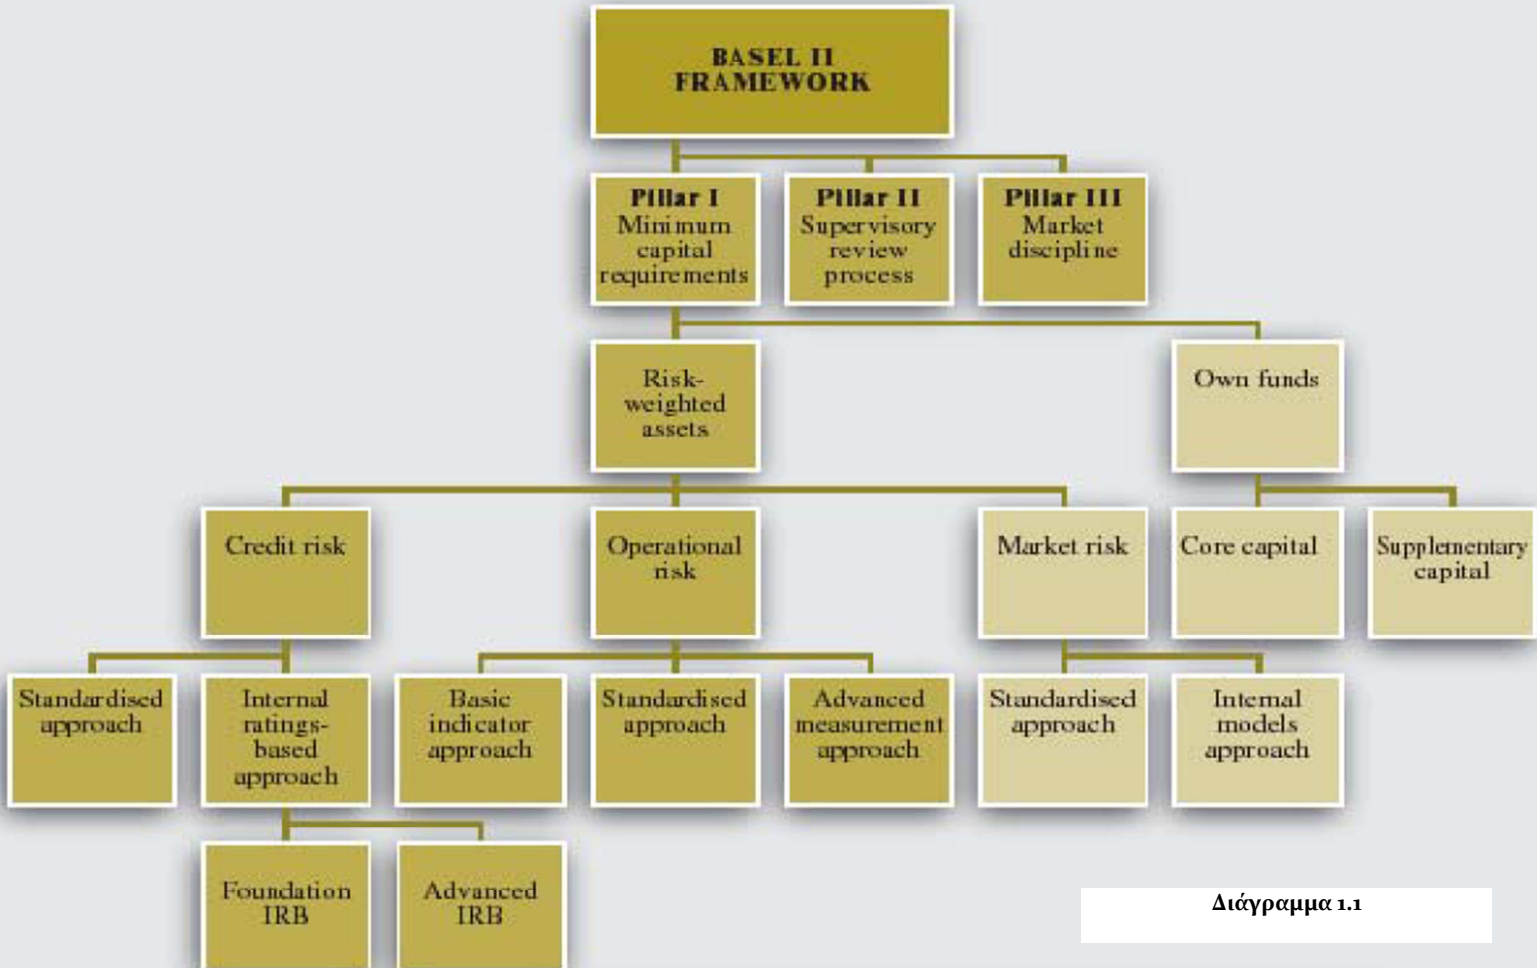 BASEL II
FRAMEWORK
Pillar I
Minimum
capital
requirements
Pillar II
Supervisory
review
process
Pillar III
Market
discipline
Risk-
weighted
assets
Own funds
Credit risk
Operational
risk
Market risk
Core capital
Supplementary
capital
Standardised
approach
Internal
ratings-
based
approach
Basic
indicator
approach
Standardised
approach
Advanced
measurement
approach
Standardised
approach
Internal
models
approach
Foundation
IRB
Advanced
IRB
Διάγραμμα 1.1